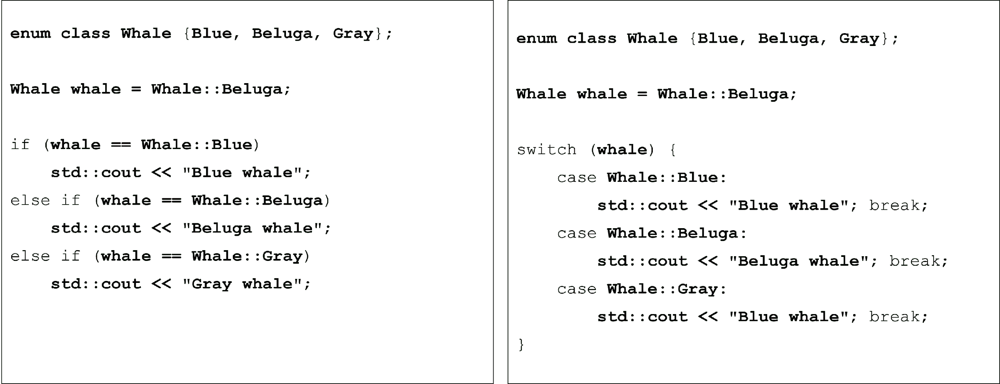 enum class Whale {Blue, Beluga, Gray};
Whale whale = Whale::Beluga;
if (whale == Whale::Blue)
std::cout << "Blue whale";
else if (whale == Whale::Beluga)
std::cout << "Beluga whale";
else if (whale == Whale::Gray)
std::cout << "Gray whale";
enum class Whale {Blue, Beluga, Gray};
Whale whale = Whale::Beluga;
switch (whale) {
case Whale::Blue:
std::cout << "Blue whale"; break;
case Whale::Beluga:
std::cout << "Beluga whale"; break;
case Whale::Gray:
std::cout << "Blue whale"; break;
}